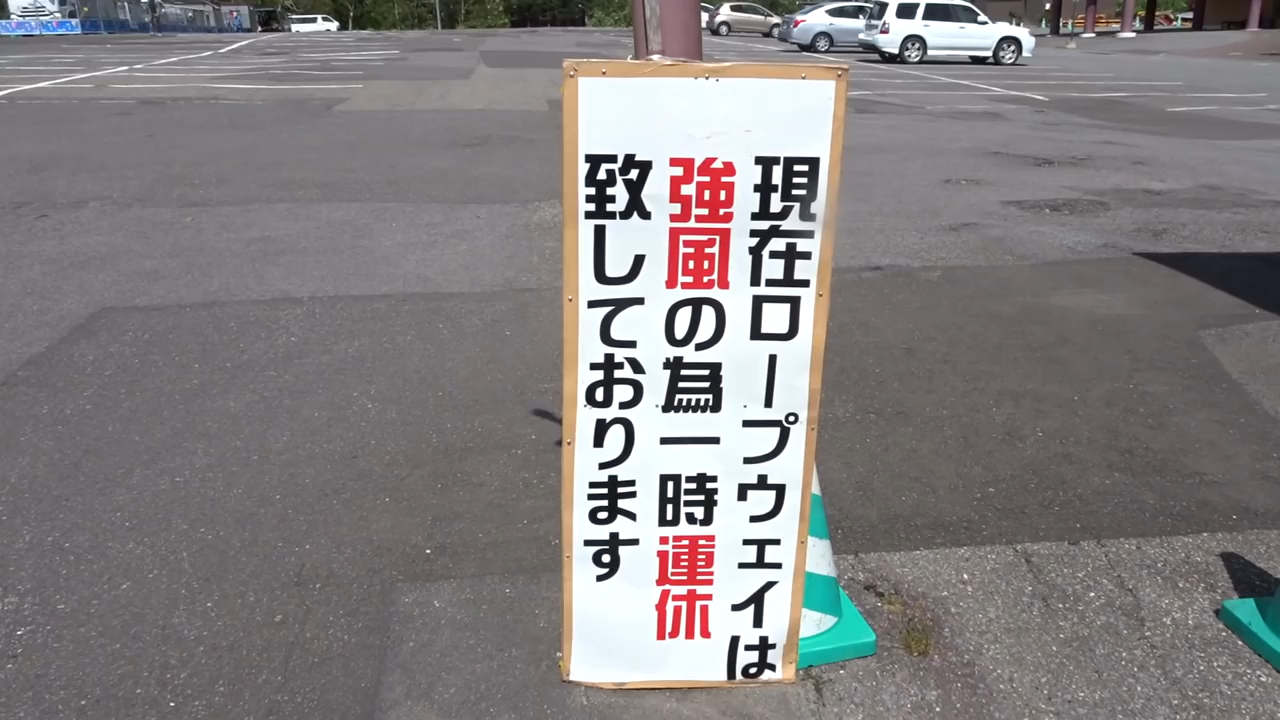 現在ロープウェイは
強風の為一時運休
致しております